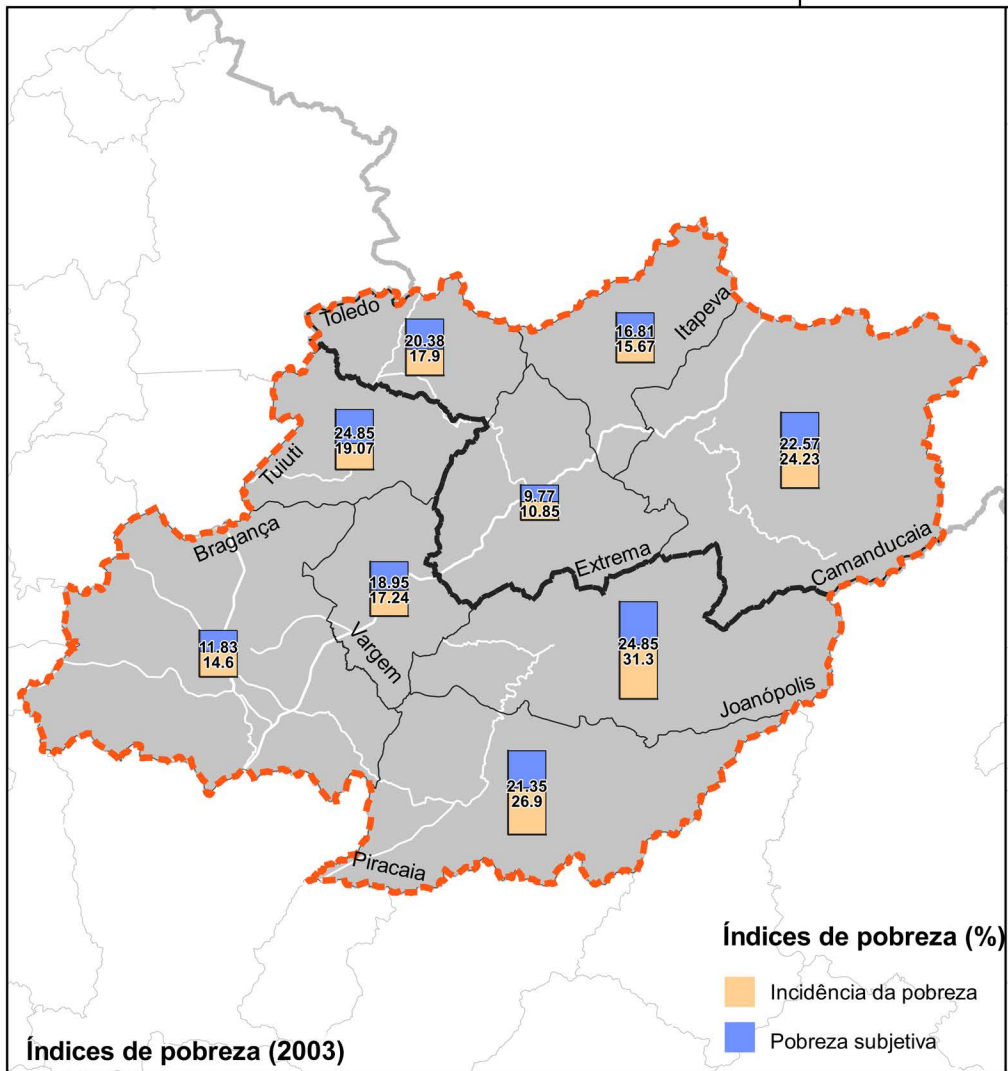 Toledo
20.38
17.9
16.81
15.67
Itapeva
24.85
19.07
Tuiuti
22.57
24.23
9.77
10.85
Bragança
Extrema
Camanducaia
18.95
17.24
Vargem
11.83
14.6
24.85
31.3
Joanópolis
21.35
26.9
Piracaia
Índices de pobreza (%)
Incidência da pobreza
Pobreza subjetiva
Índices de pobreza (2003)